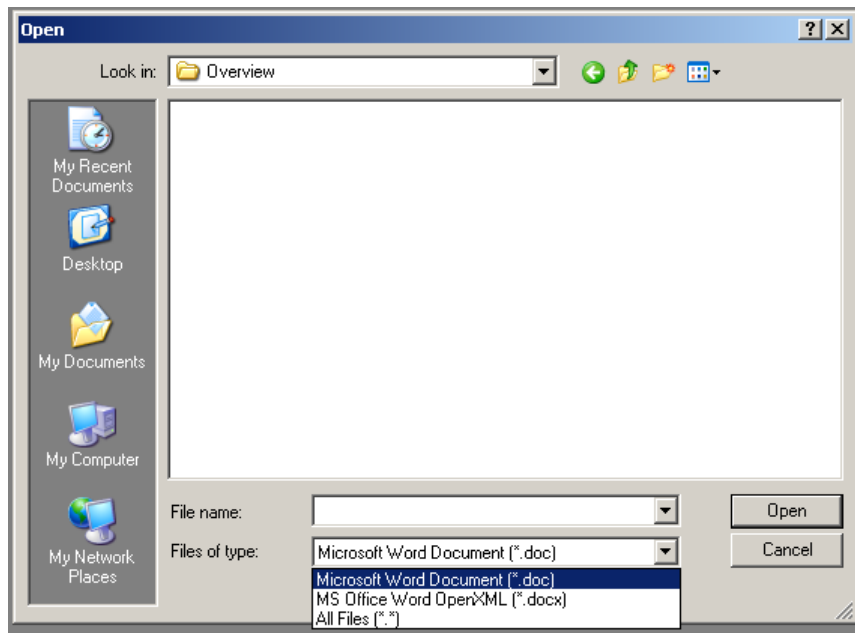 Open
Look in:
Overview
My Recent
Documents
Desktop
My Documents
My Computer
My Network
Places
File name:
Open
Files of type:
Microsoft Word Document (*.doc)
Cancel
Microsoft Word Document (*.doc)
MS Office Word OpenXML (*.docx)
All Files (*.*)